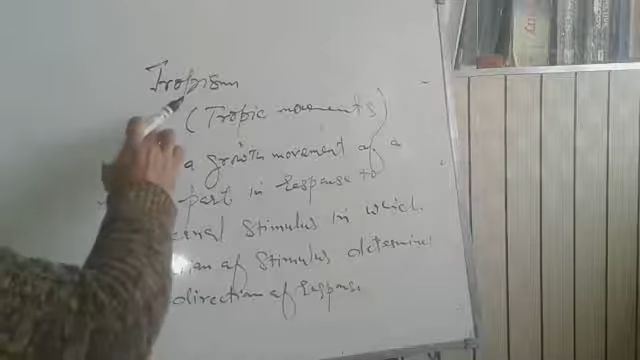 Tropism
(Tropic movements)
a growth movement of a
part in response to
ernal stimulus in which
of stimulus determine
direction of response